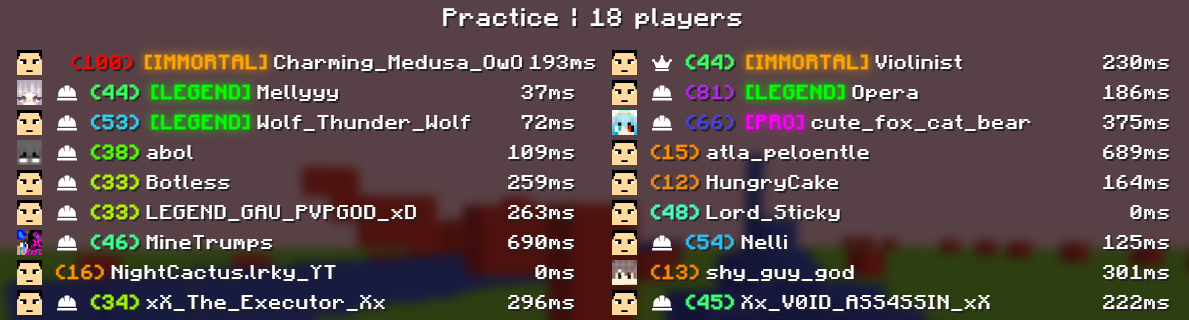 Practice | 18 players
(100) [IMMORTAL] Charming_Medusa_OwO 193ms
(44) [IMMORTAL] Violinist 230ms
(44) [LEGEND] Mellyyy 37ms
(81) [LEGEND] Opera 186ms
(53) [LEGEND] Wolf_Thunder_Wolf 72ms
(66) [PRO] cute_fox_cat_bear 375ms
(38) abol 109ms
(15) atla_peloentle 689ms
(33) Botless 259ms
(12) HungryCake 164ms
(33) LEGEND_GAU_PVPGOD_xD 263ms
(48) Lord_Sticky 0ms
(46) MineTrumps 690ms
(54) Nelli 125ms
(16) NightCactus.lrky_YT 0ms
(13) shy_guy_god 301ms
(34) xX_The_Executor_Xx 296ms
(45) Xx_V0ID_A5545SIN_xX 222ms